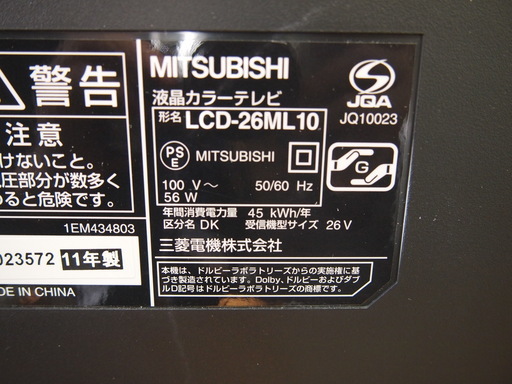 警告
注意
けないこと。
圧部分が数多く
ると危険です。
1EM434803
023572 11年製
DE IN CHINA
MITSUBISHI
液晶カラーテレビ
形名 LCD-26ML10
PS
E
MITSUBISHI
100 V～ 50/60 Hz
56 W
年間消費電力量 45 kWh/年
区分名 DK 受信機型サイズ 26V
三菱電機株式会社
本機は、ドルビーラボラトリーズからの実施権に基
づき製造されています。Dolby、ドルビーおよびダブ
ルD記号はドルビーラボラトリーズの商標です。
JQA
JQ10023
G